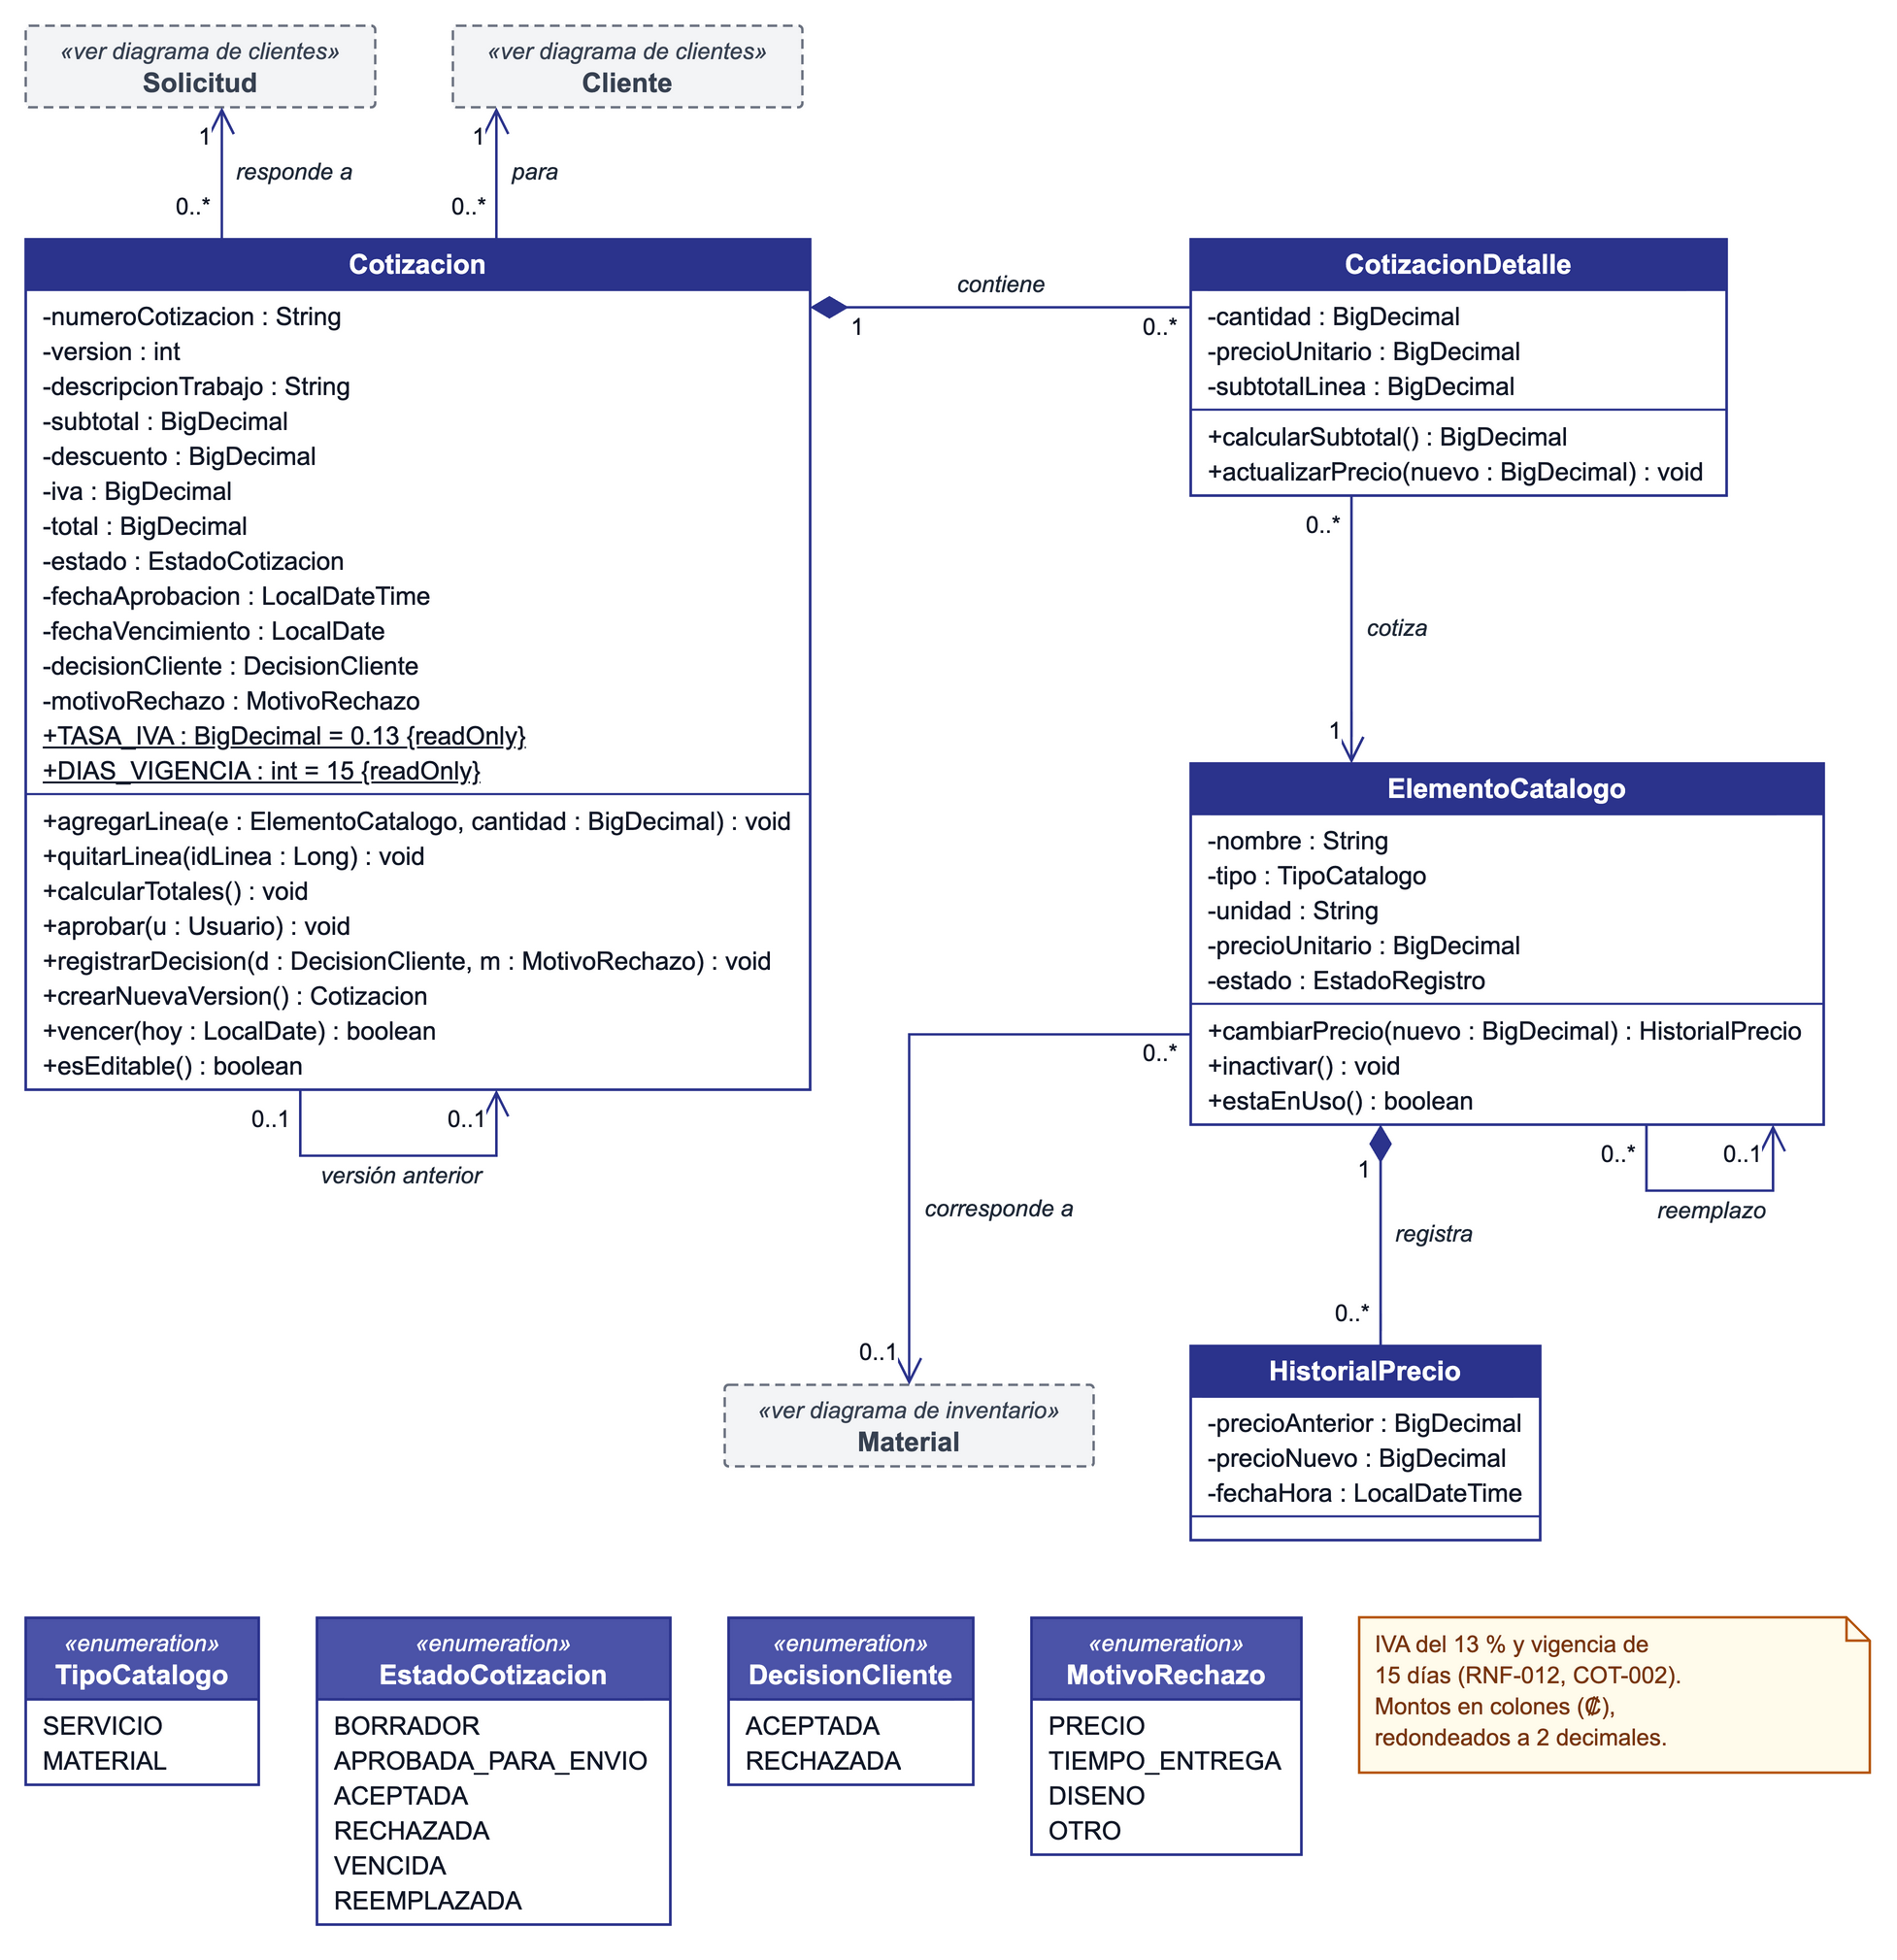 «ver diagrama de clientes»
Solicitud
«ver diagrama de clientes»
Cliente
1
responde a
0..*
1
para
0..*
Cotizacion
-numeroCotizacion : String
-version : int
-descripcionTrabajo : String
-subtotal : BigDecimal
-descuento : BigDecimal
-iva : BigDecimal
-total : BigDecimal
-estado : EstadoCotizacion
-fechaAprobacion : LocalDateTime
-fechaVencimiento : LocalDate
-decisionCliente : DecisionCliente
-motivoRechazo : MotivoRechazo
+TASA_IVA : BigDecimal = 0.13 {readOnly}
+DIAS_VIGENCIA : int = 15 {readOnly}
+agregarLinea(e : ElementoCatalogo, cantidad : BigDecimal) : void
+quitarLinea(idLinea : Long) : void
+calcularTotales() : void
+aprobar(u : Usuario) : void
+registrarDecision(d : DecisionCliente, m : MotivoRechazo) : void
+crearNuevaVersion() : Cotizacion
+vencer(hoy : LocalDate) : boolean
+esEditable() : boolean
0..1
0..1
versión anterior
contiene
1
0..*
CotizacionDetalle
-cantidad : BigDecimal
-precioUnitario : BigDecimal
-subtotalLinea : BigDecimal
+calcularSubtotal() : BigDecimal
+actualizarPrecio(nuevo : BigDecimal) : void
0..*
cotiza
1
ElementoCatalogo
-nombre : String
-tipo : TipoCatalogo
-unidad : String
-precioUnitario : BigDecimal
-estado : EstadoRegistro
+cambiarPrecio(nuevo : BigDecimal) : HistorialPrecio
+inactivar() : void
+estaEnUso() : boolean
0..*
corresponde a
0..1
«ver diagrama de inventario»
Material
1
registra
0..*
0..*
0..1
reemplazo
HistorialPrecio
-precioAnterior : BigDecimal
-precioNuevo : BigDecimal
-fechaHora : LocalDateTime
«enumeration»
TipoCatalogo
SERVICIO
MATERIAL
«enumeration»
EstadoCotizacion
BORRADOR
APROBADA_PARA_ENVIO
ACEPTADA
RECHAZADA
VENCIDA
REEMPLAZADA
«enumeration»
DecisionCliente
ACEPTADA
RECHAZADA
«enumeration»
MotivoRechazo
PRECIO
TIEMPO_ENTREGA
DISENO
OTRO
IVA del 13 % y vigencia de
15 días (RNF-012, COT-002).
Montos en colones (₡),
redondeados a 2 decimales.